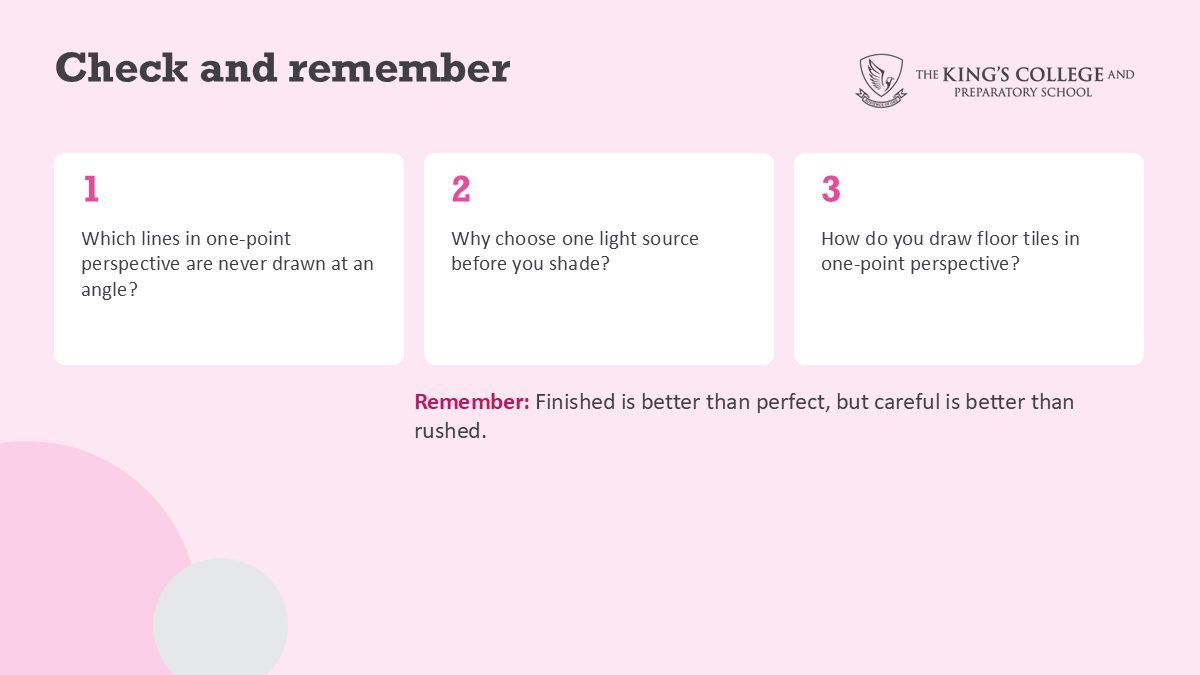 Check and remember
THE KING'S COLLEGE AND
PREPARATORY SCHOOL
1
Which lines in one-point
perspective are never drawn at an
angle?
2
Why choose one light source
before you shade?
3
How do you draw floor tiles in
one-point perspective?
Remember: Finished is better than perfect, but careful is better than
rushed.